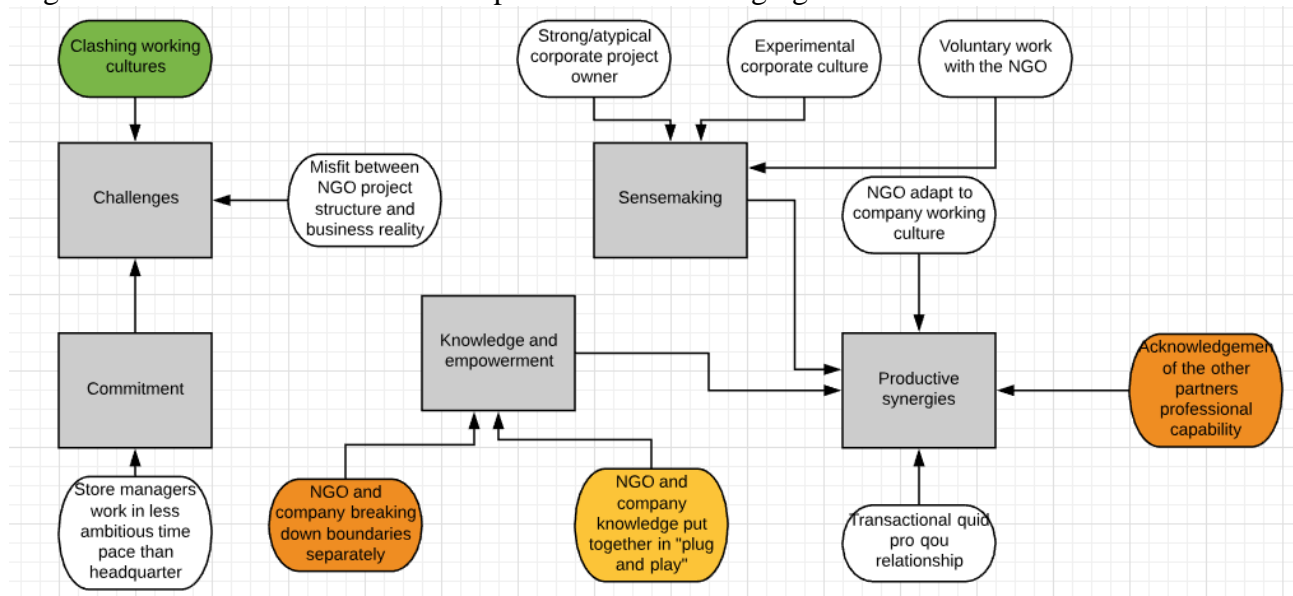 Clashing working
cultures
Strong/atypical
corporate project
owner
Experimental
corporate culture
Voluntary work
with the NGO
Challenges
Misfit between
NGO project
structure and
business reality
Sensemaking
NGO adapt to
company working
culture
Commitment
Knowledge and
empowerment
Productive
synergies
Acknowledgemen
of the other
partners
professional
capability
Store managers
work in less
ambitious time
pace than
headquarter
NGO and
company breaking
down boundaries
separately
NGO and
company
knowledge put
together in "plug
and play"
Transactional quid
pro qou
relationship